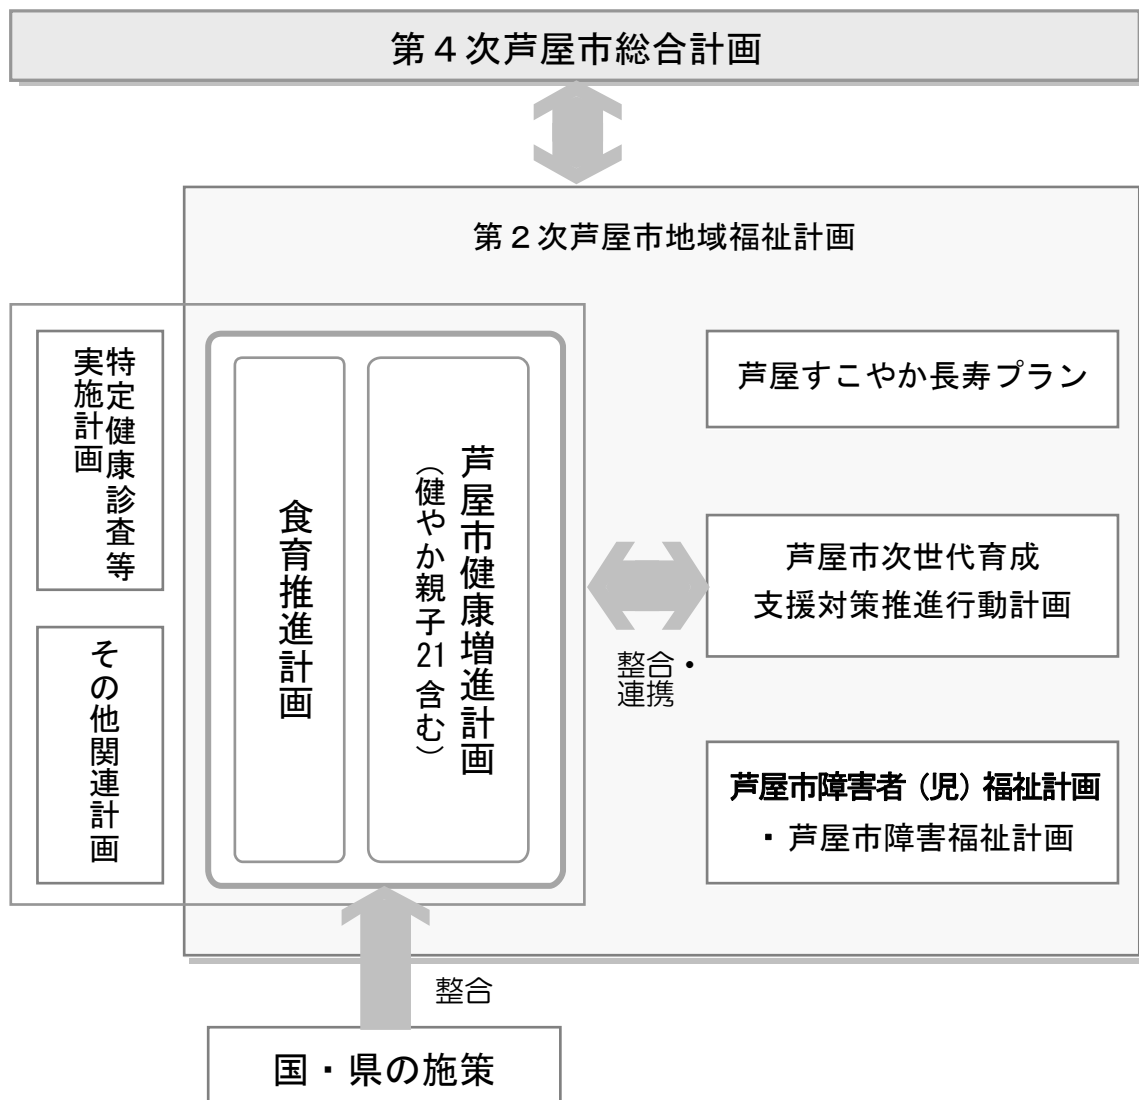 第４次芦屋市総合計画
第２次芦屋市地域福祉計画
特定健康診査等
実施計画
その他関連計画
食育推進計画
芦屋市健康増進計画
（健やか親子21含む）
整合・
連携
芦屋すこやか長寿プラン
芦屋市次世代育成
支援対策推進行動計画
芦屋市障害者（児）福祉計画
・芦屋市障害福祉計画
整合
国・県の施策